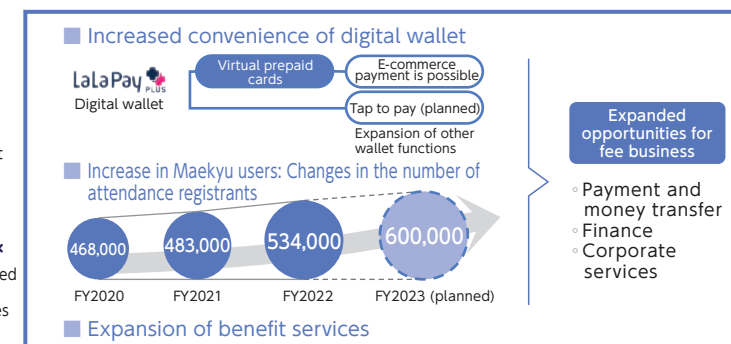 ■ Increased convenience of digital wallet
LaLaPay PLUS
Digital wallet
Virtual prepaid
cards
E-commerce
payment is possible
Tap to pay (planned)
Expansion of other
wallet functions
■ Increase in Maekyu users: Changes in the number of
attendance registrants
468,000
483,000
534,000
600,000
FY2020
FY2021
FY2022
FY2023 (planned)
■ Expansion of benefit services
Expanded
opportunities for
fee business
◦ Payment and
money transfer
◦ Finance
◦ Corporate
services
t
ed
es